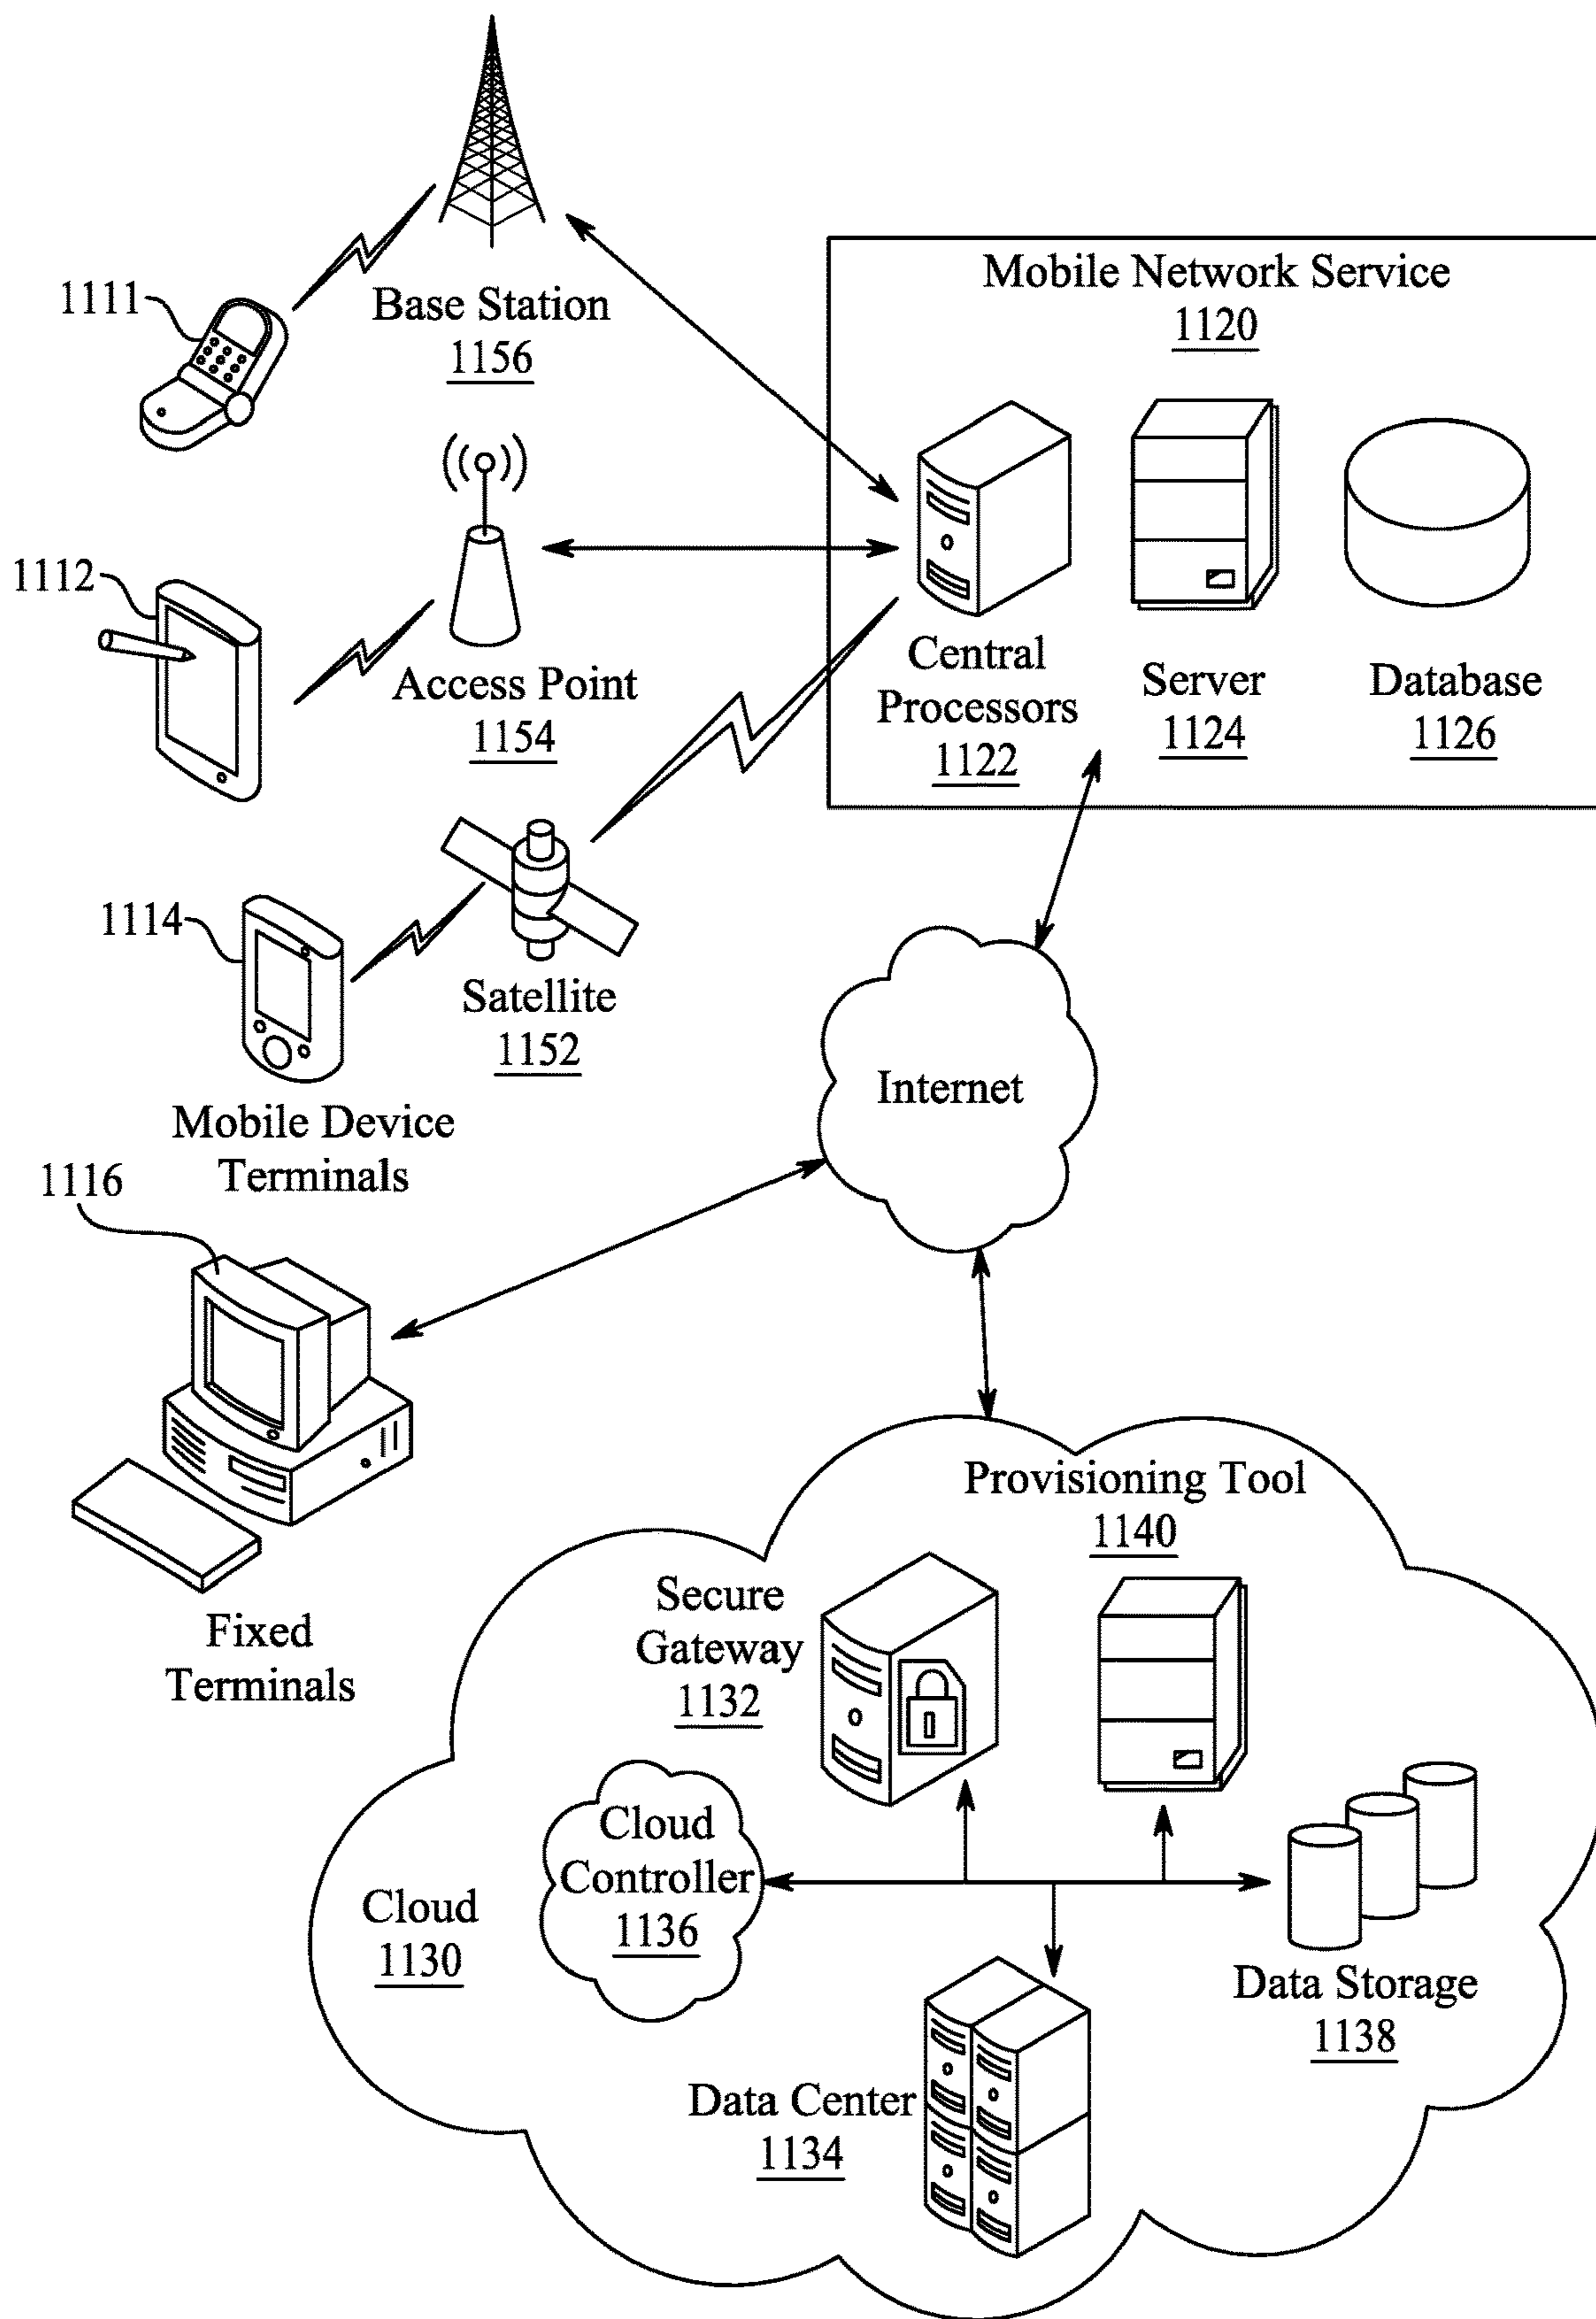 1111
Base Station
1156
Mobile Network Service
1120
1112
Access Point
1154
Central
Processors
1122
Server
1124
Database
1126
1114
Satellite
1152
Mobile Device
Terminals
Internet
1116
Fixed
Terminals
Provisioning Tool
1140
Secure
Gateway
1132
Cloud
Controller
1136
Cloud
1130
Data Storage
1138
Data Center
1134